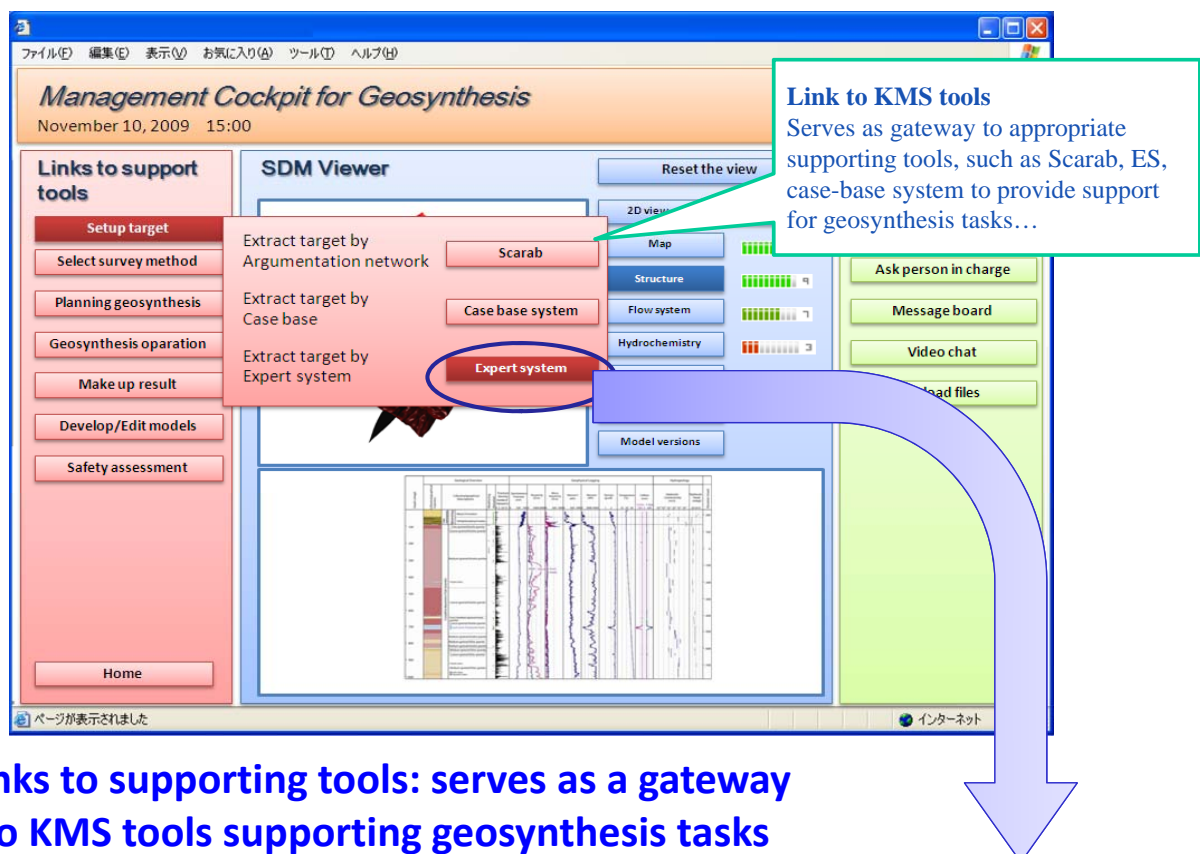 ファイル(F) 編集(E) 表示(V) お気に入り(A) ツール(T) ヘルプ(H)
Management Cockpit for Geosynthesis
November 10, 2009 15:00
Link to KMS tools
Serves as gateway to appropriate
supporting tools, such as Scarab, ES,
case-base system to provide support
for geosynthesis tasks…
Links to support
tools
Setup target
Select survey method
Planning geosynthesis
Geosynthesis oparation
Make up result
Develop/Edit models
Safety assessment
Home
SDM Viewer
Reset the view
2D view
Map
Structure
9
Flow system
7
Hydrochemistry
3
Model versions
Extract target by
Argumentation network
Scarab
Extract target by
Case base
Case base system
Extract target by
Expert system
Expert system
Ask person in charge
Message board
Video chat
files
ページが表示されました
インターネット
nks to supporting tools: serves as a gateway
o KMS tools supporting geosynthesis tasks